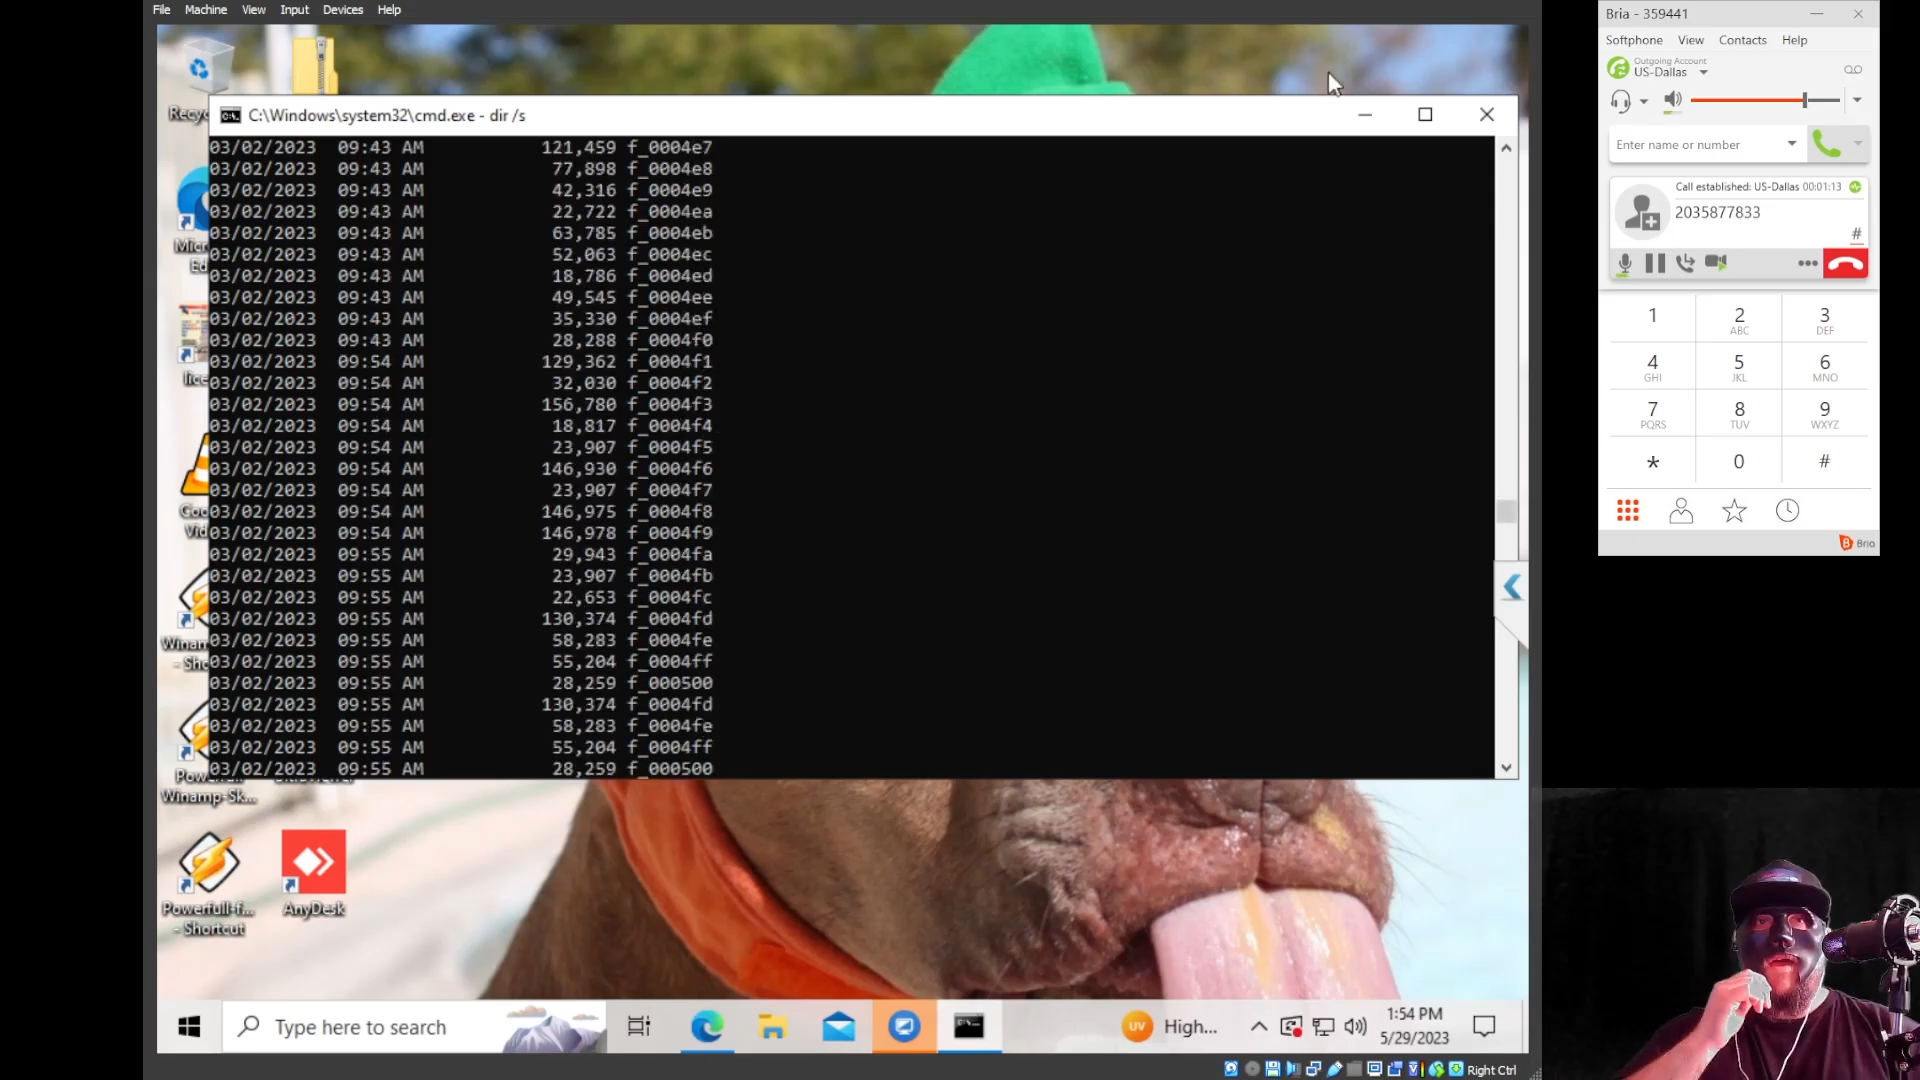 File Machine View Input Devices Help
C:\Windows\system32\cmd.exe - dir /s
03/02/2023 09:43 AM 121,459 f_0004e7
03/02/2023 09:43 AM 77,898 f_0004e8
03/02/2023 09:43 AM 42,316 f_0004e9
03/02/2023 09:43 AM 22,722 f_0004ea
03/02/2023 09:43 AM 63,785 f_0004eb
03/02/2023 09:43 AM 52,063 f_0004ec
03/02/2023 09:43 AM 18,786 f_0004ed
03/02/2023 09:43 AM 49,545 f_0004ee
03/02/2023 09:43 AM 35,330 f_0004ef
03/02/2023 09:43 AM 28,288 f_0004f0
03/02/2023 09:54 AM 129,362 f_0004f1
03/02/2023 09:54 AM 32,030 f_0004f2
03/02/2023 09:54 AM 156,780 f_0004f3
03/02/2023 09:54 AM 18,817 f_0004f4
03/02/2023 09:54 AM 23,907 f_0004f5
03/02/2023 09:54 AM 146,930 f_0004f6
03/02/2023 09:54 AM 23,907 f_0004f7
03/02/2023 09:54 AM 146,975 f_0004f8
03/02/2023 09:54 AM 146,978 f_0004f9
03/02/2023 09:55 AM 29,943 f_0004fa
03/02/2023 09:55 AM 23,907 f_0004fb
03/02/2023 09:55 AM 22,653 f_0004fc
03/02/2023 09:55 AM 130,374 f_0004fd
03/02/2023 09:55 AM 58,283 f_0004fe
03/02/2023 09:55 AM 55,204 f_0004ff
03/02/2023 09:55 AM 28,259 f_000500
03/02/2023 09:55 AM 130,374 f_0004fd
03/02/2023 09:55 AM 58,283 f_0004fe
03/02/2023 09:55 AM 55,204 f_0004ff
03/02/2023 09:55 AM 28,259 f_000500
Winamp-Sk...
Powerfull-f...
- Shortcut
AnyDesk
Type here to search
UV
High...
1:54 PM
5/29/2023
Right Ctrl
Bria - 359441
Softphone View Contacts Help
Outgoing Account
US-Dallas
Enter name or number
Call established: US-Dallas 00:01:13
2035877833
#
1 2 3
ABC DEF
4 5 6
GHI JKL MNO
7 8 9
PQRS TUV WXYZ
* 0 #
B Bria